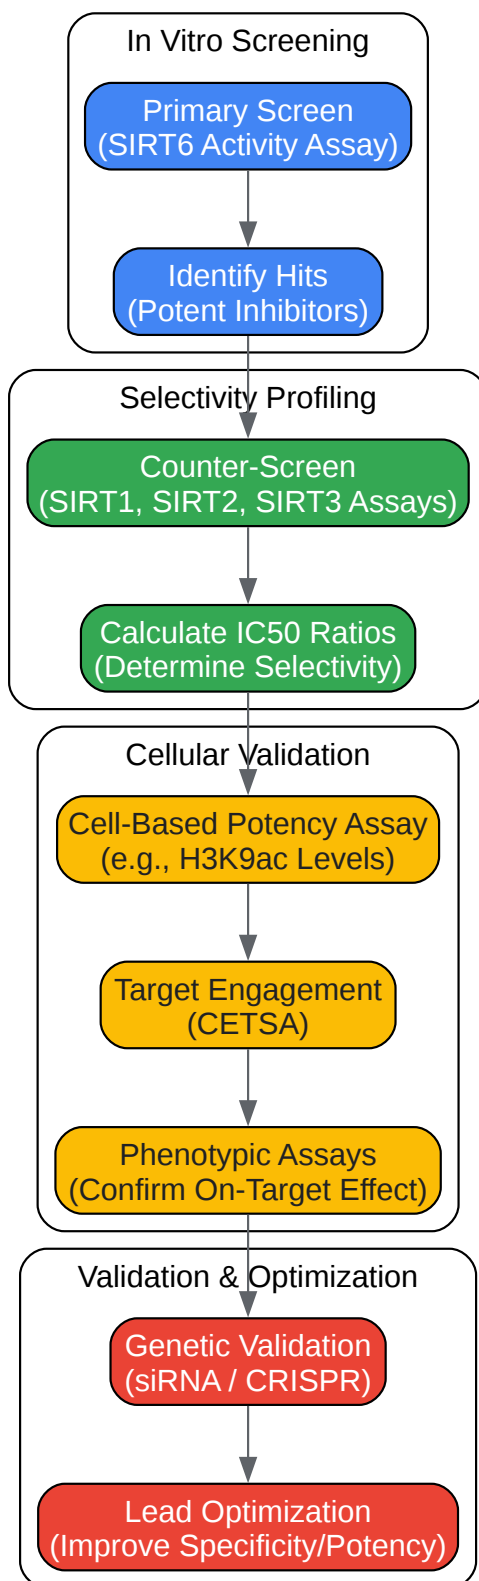 In Vitro Screening
Primary Screen
(SIRT6 Activity Assay)
Identify Hits
(Potent Inhibitors)
Selectivity Profiling
Counter-Screen
(SIRT1, SIRT2, SIRT3 Assays)
Calculate IC50 Ratios
(Determine Selectivity)
Cellular Validation
Cell-Based Potency Assay
(e.g., H3K9ac Levels)
Target Engagement
(CETSA)
Phenotypic Assays
(Confirm On-Target Effect)
Validation & Optimization
Genetic Validation
(siRNA / CRISPR)
Lead Optimization
(Improve Specificity/Potency)